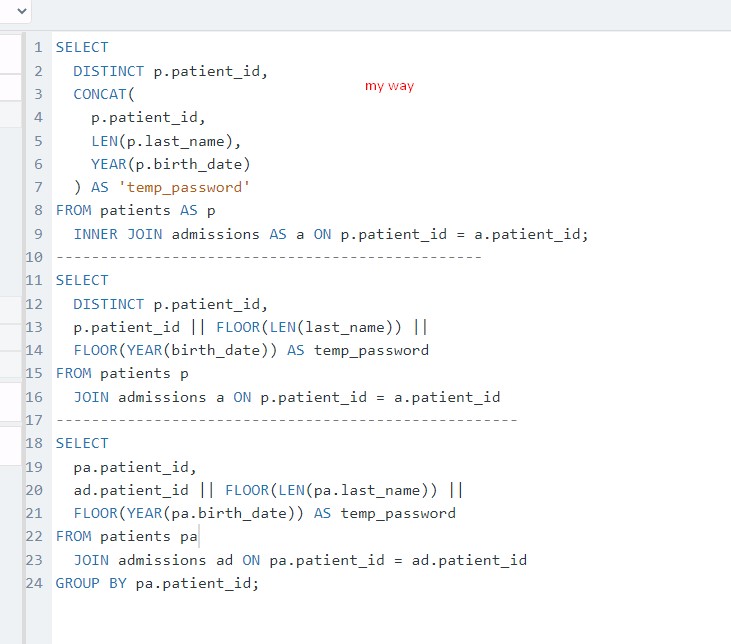 1 SELECT
2 DISTINCT p.patient_id,
my way
3 CONCAT(
4 p.patient_id,
5 LEN(p.last_name),
6 YEAR(p.birth_date)
7 ) AS 'temp_password'
8 FROM patients AS p
9 INNER JOIN admissions AS a ON p.patient_id = a.patient_id;
10 ------------------------------------------------
11 SELECT
12 DISTINCT p.patient_id,
13 p.patient_id || FLOOR(LEN(last_name)) ||
14 FLOOR(YEAR(birth_date)) AS temp_password
15 FROM patients p
16 JOIN admissions a ON p.patient_id = a.patient_id
17 ----------------------------------------------------
18 SELECT
19 pa.patient_id,
20 ad.patient_id || FLOOR(LEN(pa.last_name)) ||
21 FLOOR(YEAR(pa.birth_date)) AS temp_password
22 FROM patients pa
23 JOIN admissions ad ON pa.patient_id = ad.patient_id
24 GROUP BY pa.patient_id;